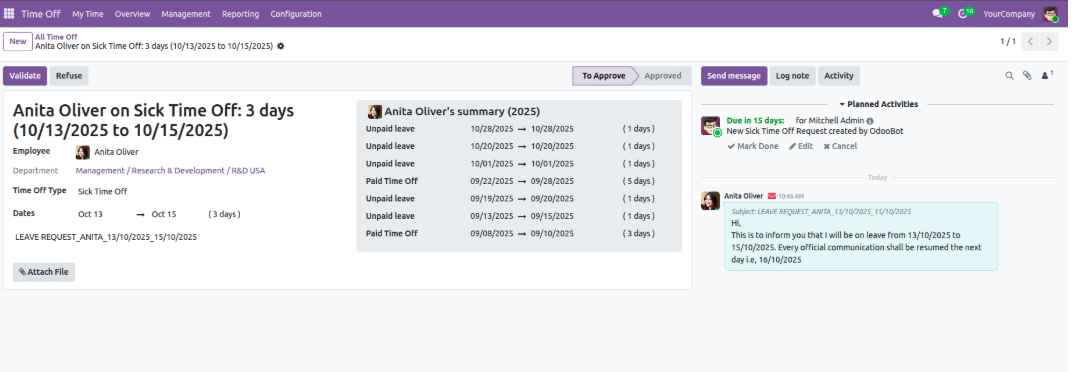 Time Off My Time Overview Management Reporting Configuration 7 10 YourCompany
New All Time Off
Anita Oliver on Sick Time Off: 3 days (10/13/2025 to 10/15/2025)
1 / 1
Validate Refuse To Approve Approved
Send message Log note Activity 1
Anita Oliver on Sick Time Off: 3 days
(10/13/2025 to 10/15/2025)
Employee Anita Oliver
Department Management / Research & Development / R&D USA
Time Off Type Sick Time Off
Dates Oct 13 → Oct 15 ( 3 days )
LEAVE REQUEST_ANITA_13/10/2025_15/10/2025
Attach File
Anita Oliver's summary (2025)
Unpaid leave 10/28/2025 → 10/28/2025 ( 1 days )
Unpaid leave 10/20/2025 → 10/20/2025 ( 1 days )
Unpaid leave 10/01/2025 → 10/01/2025 ( 1 days )
Paid Time Off 09/22/2025 → 09/28/2025 ( 5 days )
Unpaid leave 09/19/2025 → 09/20/2025 ( 1 days )
Unpaid leave 09/13/2025 → 09/15/2025 ( 1 days )
Paid Time Off 09/08/2025 → 09/10/2025 ( 3 days )
Planned Activities
Due in 15 days: for Mitchell Admin
New Sick Time Off Request created by OdooBot
Mark Done Edit Cancel
Today
Anita Oliver 10:46 AM
Subject: LEAVE REQUEST_ANITA_13/10/2025_15/10/2025
Hi,
This is to inform you that I will be on leave from 13/10/2025 to
15/10/2025. Every official communication shall be resumed the next
day i.e, 16/10/2025